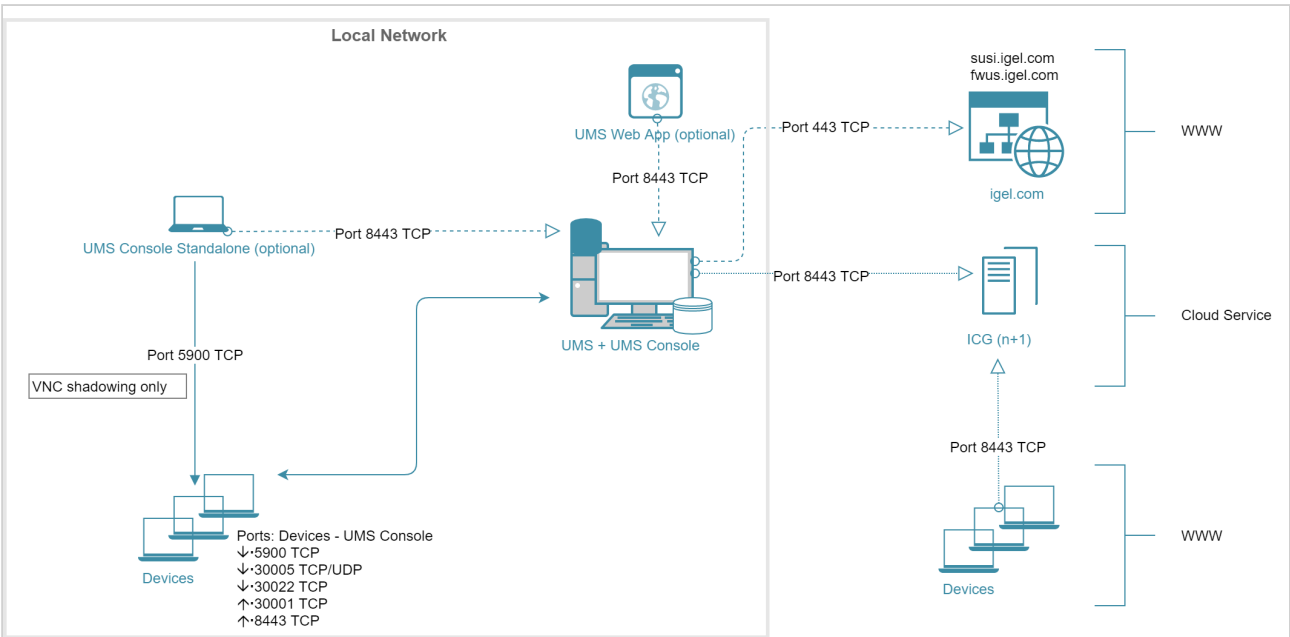 Local Network
susi.igel.com
fwus.igel.com
UMS Web App (optional)
Port 443 TCP
WWW
Port 8443 TCP
igel.com
Port 8443 TCP
UMS Console Standalone (optional)
Port 8443 TCP
Cloud Service
UMS + UMS Console
ICG (n+1)
Port 5900 TCP
VNC shadowing only
Port 8443 TCP
Ports: Devices - UMS Console
↓·5900 TCP
↓·30005 TCP/UDP
↓·30022 TCP
↑·30001 TCP
↑·8443 TCP
Devices
WWW
Devices